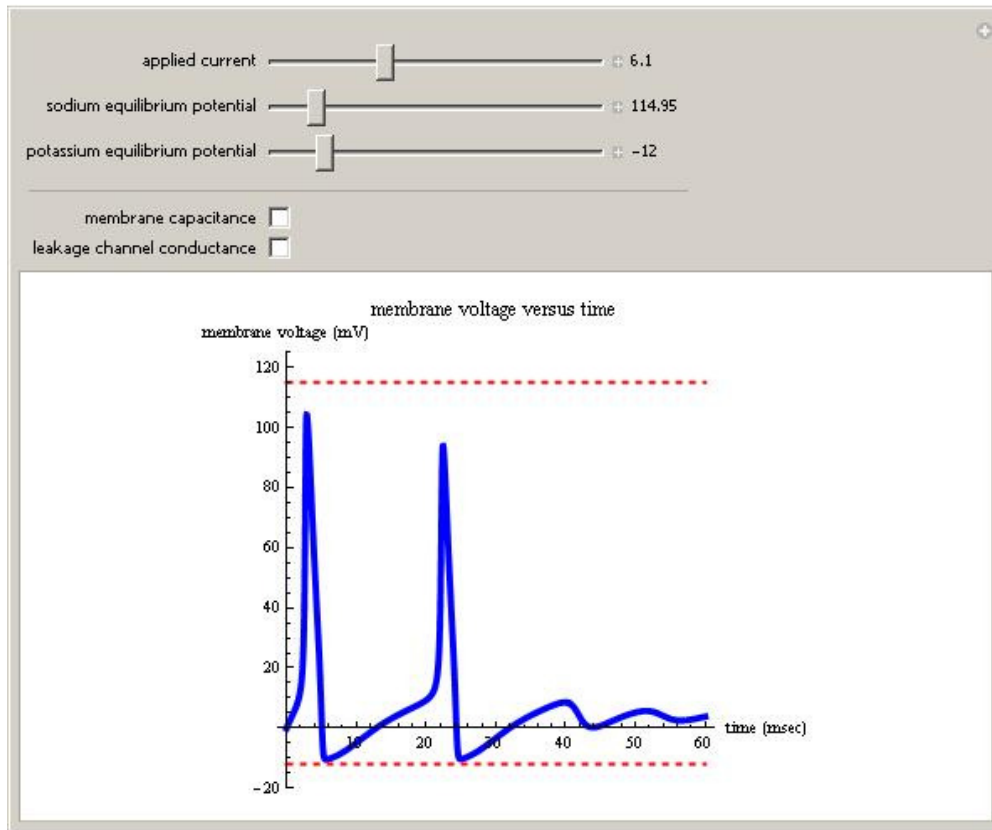 applied current 6.1
sodium equilibrium potential 114.95
potassium equilibrium potential -12
membrane capacitance
leakage channel conductance
membrane voltage versus time
membrane voltage (mV)
120
100
80
60
40
20
10 20 30 40 50 60 time (msec)
-20